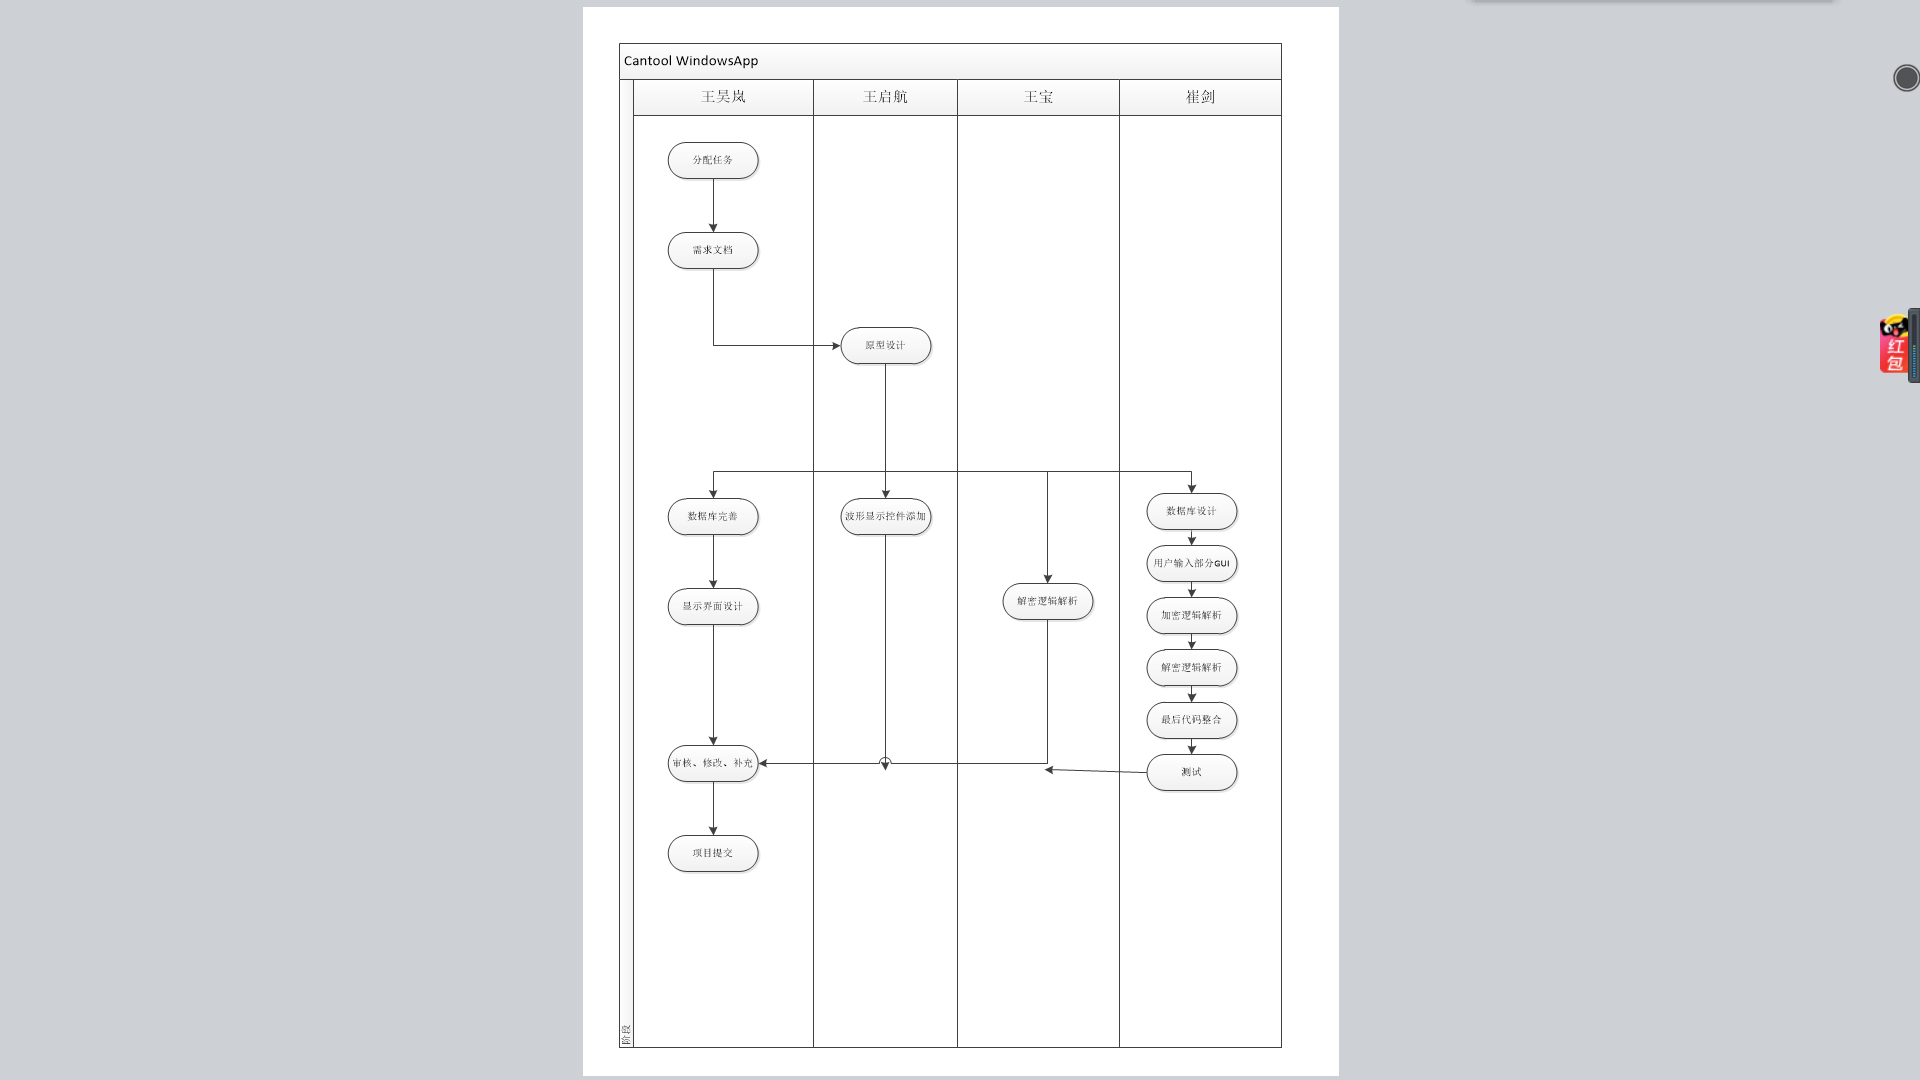 Cantool WindowsApp
王昊岚
王启航
王宝
崔剑
分配任务
需求文档
原型设计
数据库完善
波形显示控件添加
数据库设计
用户输入部分GUI
显示界面设计
解密逻辑解析
加密逻辑解析
解密逻辑解析
最后代码整合
审核、修改、补充
测试
项目提交
阶段
红
包